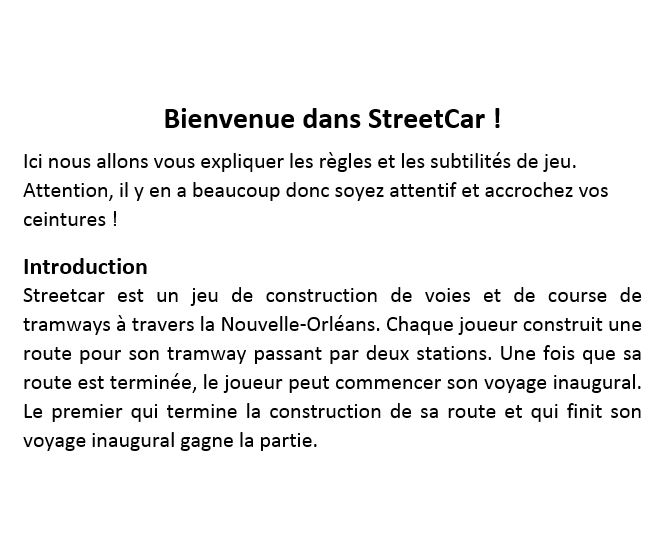 Bienvenue dans StreetCar !
Ici nous allons vous expliquer les règles et les subtilités de jeu.
Attention, il y en a beaucoup donc soyez attentif et accrochez vos
ceintures !
Introduction
Streetcar est un jeu de construction de voies et de course de
tramways à travers la Nouvelle-Orléans. Chaque joueur construit une
route pour son tramway passant par deux stations. Une fois que sa
route est terminée, le joueur peut commencer son voyage inaugural.
Le premier qui termine la construction de sa route et qui finit son
voyage inaugural gagne la partie.